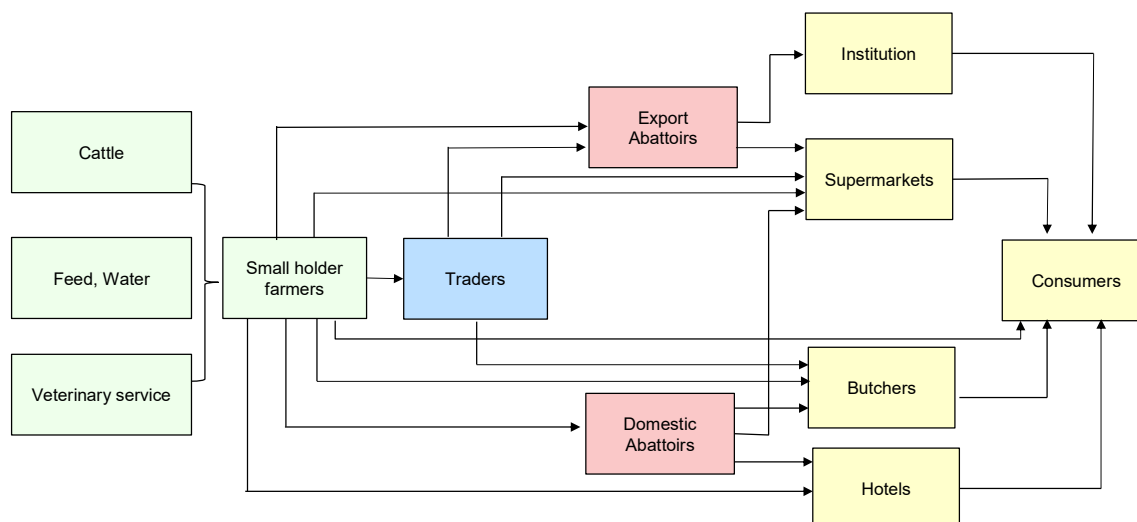 Institution
Export
Abattoirs
Cattle
Supermarkets
Feed, Water
Small holder
farmers
Traders
Consumers
Veterinary service
Butchers
Domestic
Abattoirs
Hotels